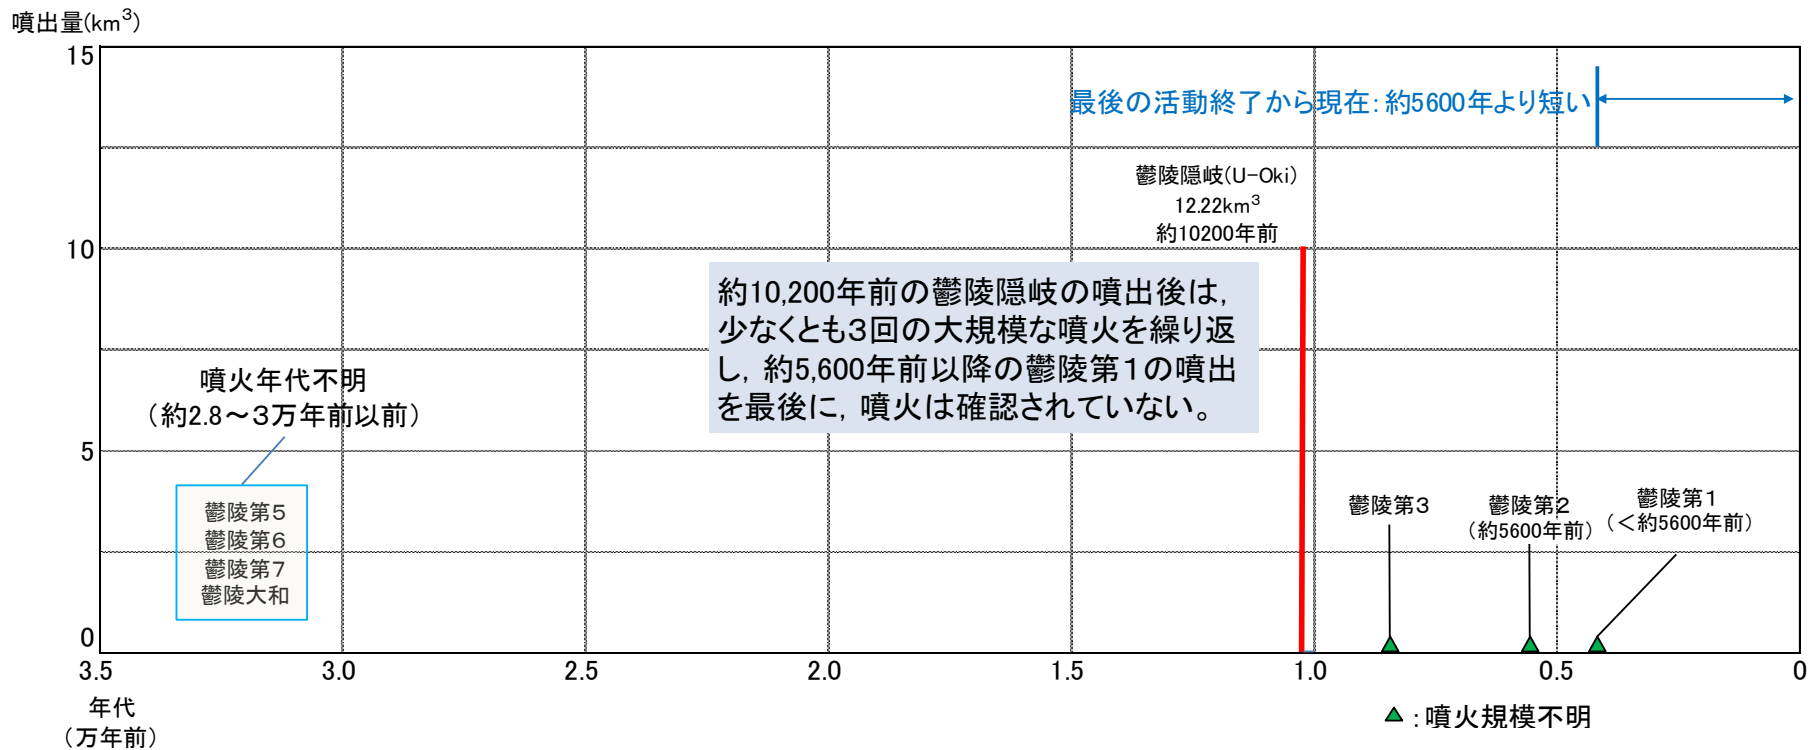 噴出量(km³)
15
10
5
0
3.5
3.0
2.5
2.0
1.5
1.0
0.5
0
年代
（万年前）
最後の活動終了から現在：約5600年より短い
鬱陵隠岐(U-Oki)
12.22km³
約10200年前
約10,200年前の鬱陵隠岐の噴出後は，
少なくとも３回の大規模な噴火を繰り返
し，約5,600年前以降の鬱陵第１の噴出
を最後に，噴火は確認されていない。
噴火年代不明
（約2.8～３万年前以前）
鬱陵第５
鬱陵第６
鬱陵第７
鬱陵大和
鬱陵第３
鬱陵第２
（約5600年前）
鬱陵第１
（＜約5600年前）
▲：噴火規模不明